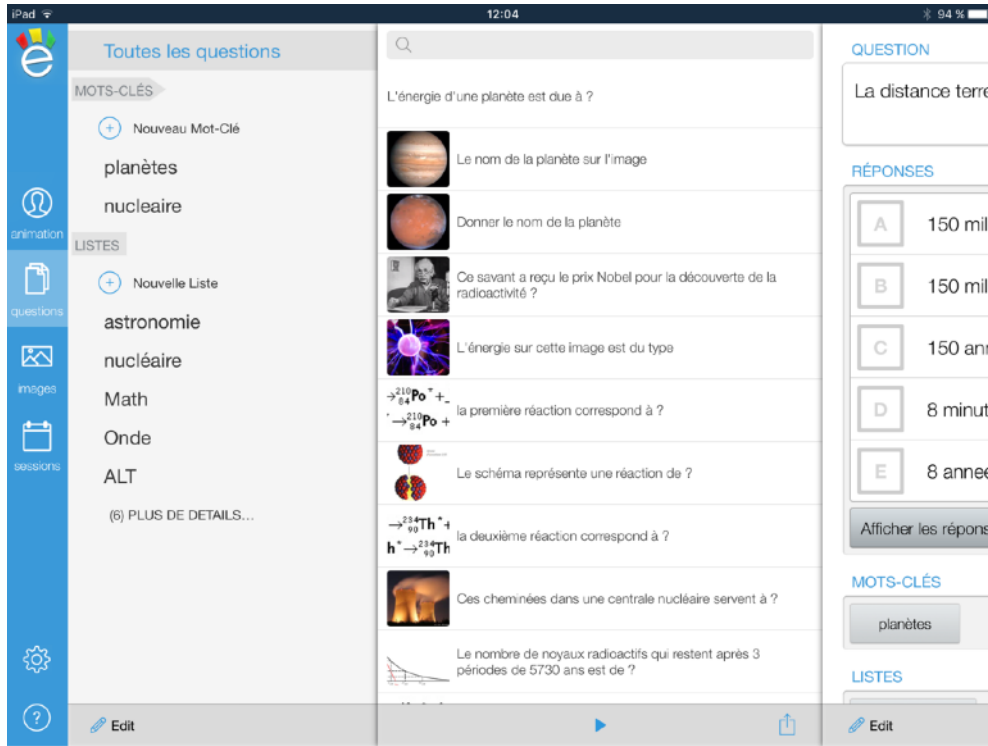 iPad
12:04
94 %
e
Toutes les questions
MOTS-CLÉS
Nouveau Mot-Clé
planètes
nucleaire
LISTES
Nouvelle Liste
astronomie
nucléaire
Math
Onde
ALT
(6) PLUS DE DETAILS...
Edit
animation
questions
images
sessions
?
L'énergie d'une planète est due à ?
Le nom de la planète sur l'image
Donner le nom de la planète
Ce savant a reçu le prix Nobel pour la découverte de la
radioactivité ?
L'énergie sur cette image est du type
→²¹⁰₈₄Po* +_
→²¹⁰₈₄Po +
la première réaction correspond à ?
Le schéma représente une réaction de ?
→²³⁴₉₀Th* +
h* →²³⁴₉₀Th
la deuxième réaction correspond à ?
Ces cheminées dans une centrale nucléaire servent à ?
Le nombre de noyaux radioactifs qui restent après 3
périodes de 5730 ans est de ?
QUESTION
La distance terre
RÉPONSES
A 150 mil
B 150 mil
C 150 ann
D 8 minut
E 8 annee
Afficher les répons
MOTS-CLÉS
planètes
LISTES
Edit